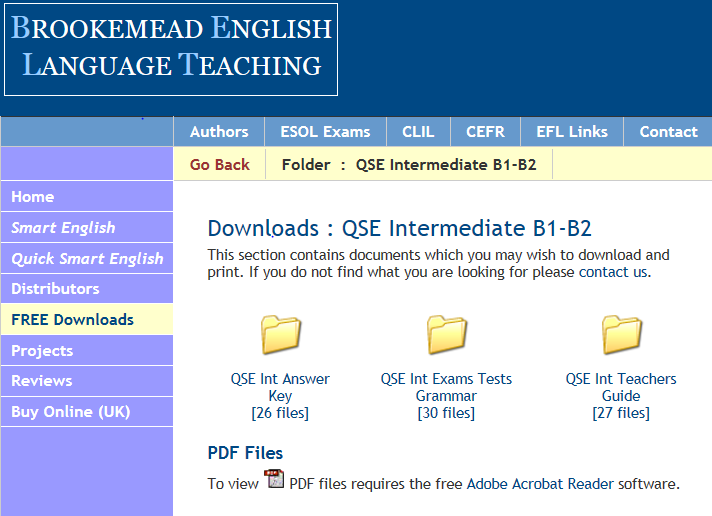 BROOKEMEAD ENGLISH
LANGUAGE TEACHING
Authors ESOL Exams CLIL CEFR EFL Links Contact
Go Back Folder : QSE Intermediate B1-B2
Home
Smart English
Quick Smart English
Distributors
FREE Downloads
Projects
Reviews
Buy Online (UK)
Downloads : QSE Intermediate B1-B2
This section contains documents which you may wish to download and
print. If you do not find what you are looking for please contact us.
QSE Int Answer
Key
[26 files]
QSE Int Exams Tests
Grammar
[30 files]
QSE Int Teachers
Guide
[27 files]
PDF Files
To view PDF files requires the free Adobe Acrobat Reader software.